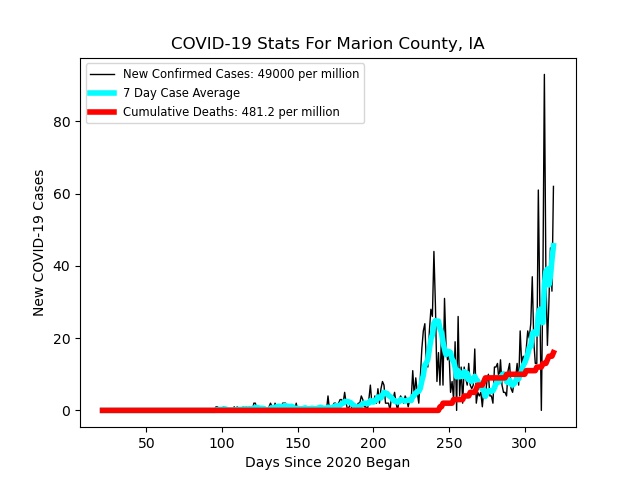 COVID-19 Stats For Marion County, IA
New Confirmed Cases: 49000 per million
7 Day Case Average
Cumulative Deaths: 481.2 per million
New COVID-19 Cases
80
60
40
20
0
50 100 150 200 250 300
Days Since 2020 Began